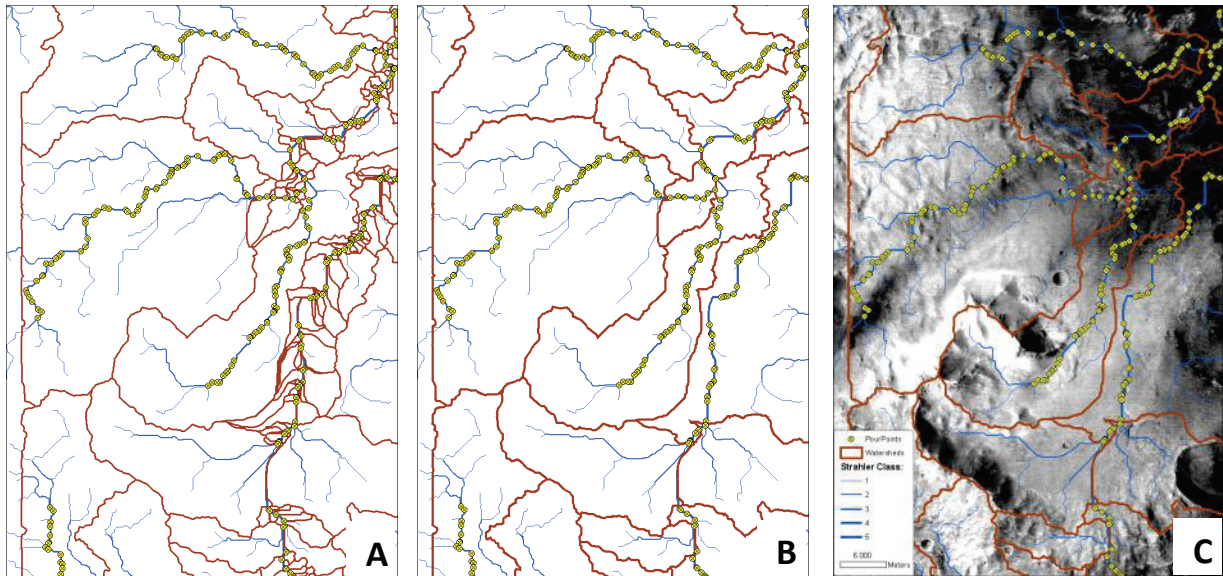 A
B
C
PourPoints
Watersheds
Strahler Class:
1
2
3
4
5
6,000
Meters